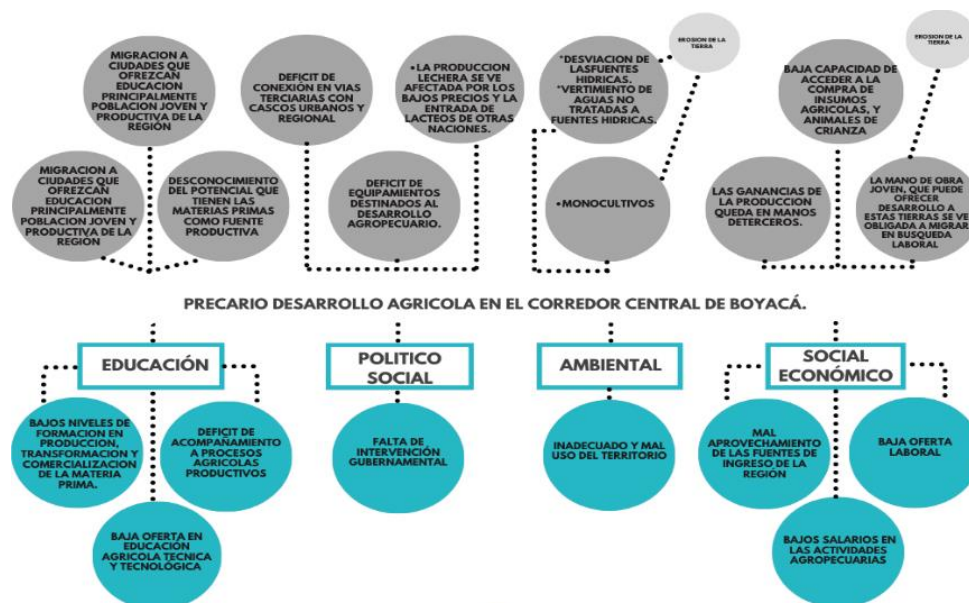 MIGRACION A
CIUDADES QUE
OFREZCAN
EDUCACION
PRINCIPALMENTE
POBLACION JOVEN Y
PRODUCTIVA DE LA
REGIÓN
DEFICIT DE
CONEXIÓN EN VIAS
TERCIARIAS CON
CASCOS URBANOS Y
REGIONAL
•LA PRODUCCION
LECHERA SE VE
AFECTADA POR LOS
BAJOS PRECIOS Y LA
ENTRADA DE
LACTEOS DE OTRAS
NACIONES.
*DESVIACION DE
LASFUENTES
HIDRICAS.
*VERTIMIENTO DE
AGUAS NO
TRATADAS A
FUENTES HIDRICAS.
EROSION DE LA
TIERRA
BAJA CAPACIDAD DE
ACCEDER A LA
COMPRA DE
INSUMOS
AGRICOLAS, Y
ANIMALES DE
CRIANZA
EROSION DE LA
TIERRA
MIGRACION A
CIUDADES QUE
OFREZCAN
EDUCACION
PRINCIPALMENTE
POBLACION JOVEN Y
PRODUCTIVA DE LA
REGIÓN
DESCONOCIMIENTO
DEL POTENCIAL QUE
TIENEN LAS
MATERIAS PRIMAS
COMO FUENTE
PRODUCTIVA
DEFICIT DE
EQUIPAMIENTOS
DESTINADOS AL
DESARROLLO
AGROPECUARIO.
•MONOCULTIVOS
LAS GANANCIAS DE
LA PRODUCCION
QUEDA EN MANOS
DETERCEROS.
LA MANO DE OBRA
JOVEN, QUE PUEDE
OFRECER
DESARROLLO A
ESTAS TIERRAS SE VE
OBLIGADA A MIGRAR
EN BUSQUEDA
LABORAL
PRECARIO DESARROLLO AGRICOLA EN EL CORREDOR CENTRAL DE BOYACÁ.
EDUCACIÓN
POLITICO
SOCIAL
AMBIENTAL
SOCIAL
ECONÓMICO
BAJOS NIVELES DE
FORMACION EN
PRODUCCION,
TRANSFORMACION Y
COMERCIALIZACION
DE LA MATERIA
PRIMA.
DEFICIT DE
ACOMPAÑAMIENTO
A PROCESOS
AGRICOLAS
PRODUCTIVOS
BAJA OFERTA EN
EDUCACIÓN
AGRICOLA TECNICA
Y TECNOLÓGICA
FALTA DE
INTERVENCIÓN
GUBERNAMENTAL
INADECUADO Y MAL
USO DEL TERRITORIO
MAL
APROVECHAMIENTO
DE LAS FUENTES DE
INGRESO DE LA
REGIÓN
BAJA OFERTA
LABORAL
BAJOS SALARIOS EN
LAS ACTIVIDADES
AGROPECUARIAS